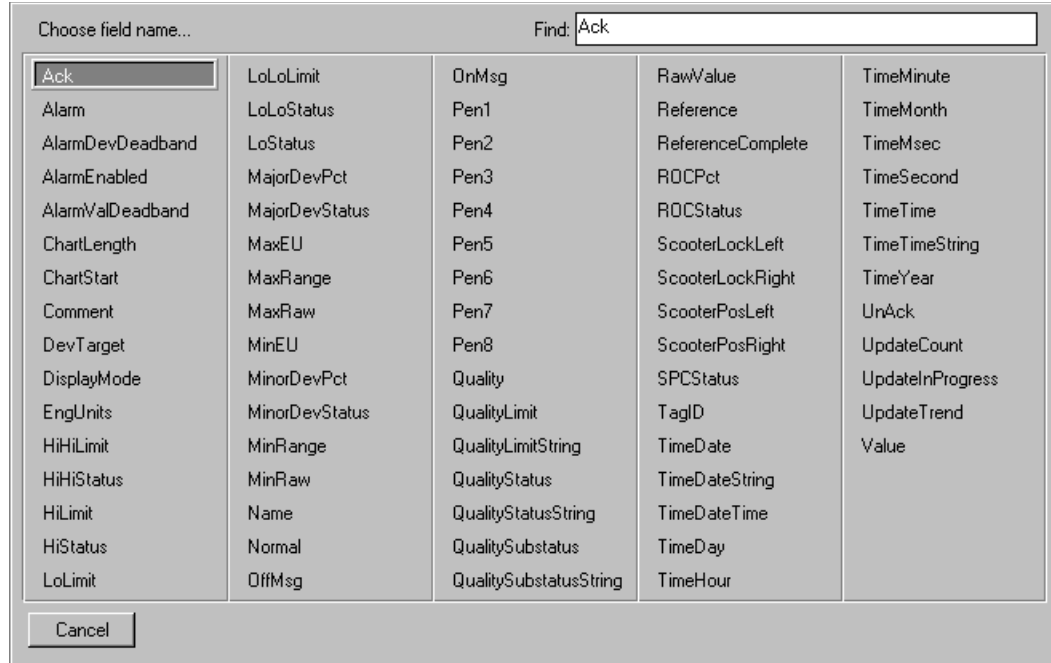 Choose field name...
Find: Ack
Ack
Alarm
AlarmDevDeadband
AlarmEnabled
AlarmValDeadband
ChartLength
ChartStart
Comment
DevTarget
DisplayMode
EngUnits
HiHiLimit
HiHiStatus
HiLimit
HiStatus
LoLimit
LoLoLimit
LoLoStatus
LoStatus
MajorDevPct
MajorDevStatus
MaxEU
MaxRange
MaxRaw
MinEU
MinorDevPct
MinorDevStatus
MinRange
MinRaw
Name
Normal
OffMsg
OnMsg
Pen1
Pen2
Pen3
Pen4
Pen5
Pen6
Pen7
Pen8
Quality
QualityLimit
QualityLimitString
QualityStatus
QualityStatusString
QualitySubstatus
QualitySubstatusString
RawValue
Reference
ReferenceComplete
ROCPct
ROCStatus
ScooterLockLeft
ScooterLockRight
ScooterPosLeft
ScooterPosRight
SPCStatus
TagID
TimeDate
TimeDateString
TimeDateTime
TimeDay
TimeHour
TimeMinute
TimeMonth
TimeMsec
TimeSecond
TimeTime
TimeTimeString
TimeYear
UnAck
UpdateCount
UpdateInProgress
UpdateTrend
Value
Cancel